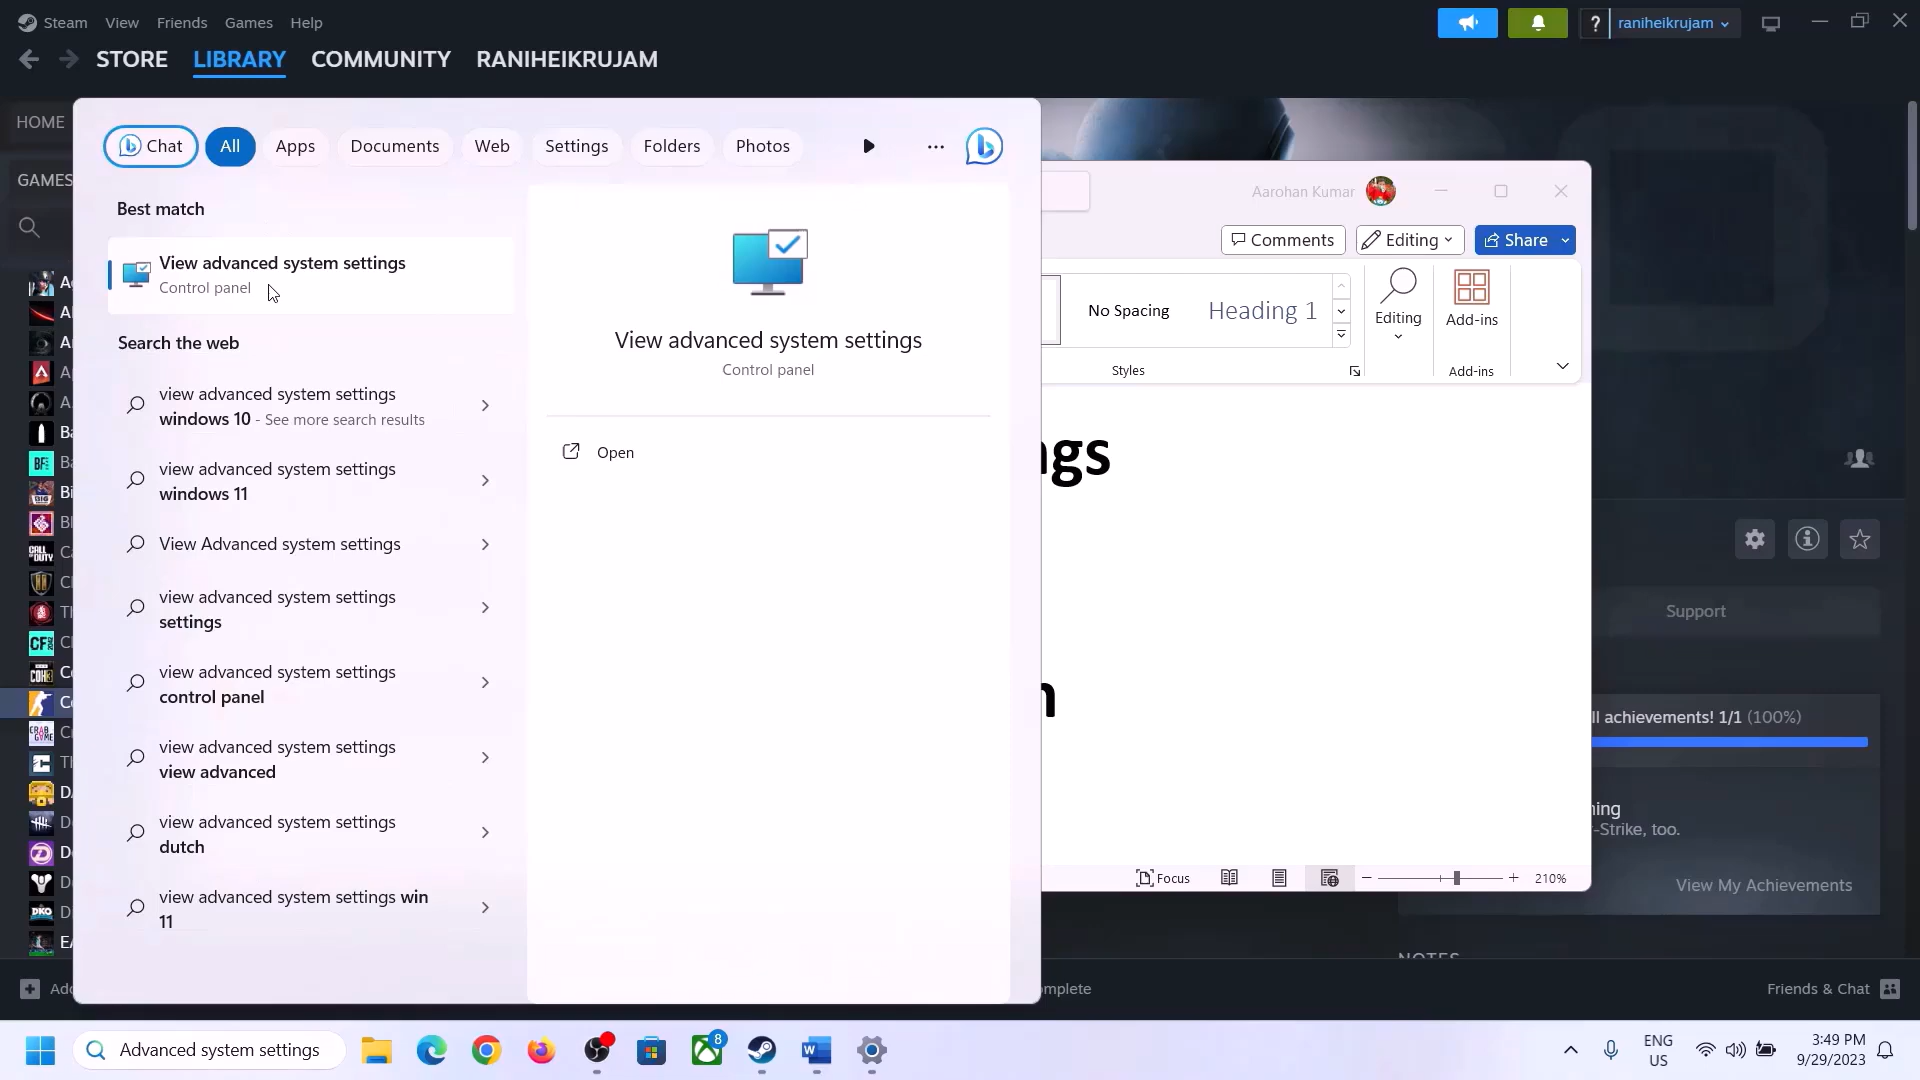 Steam View Friends Games Help
raniheikrujam
STORE LIBRARY COMMUNITY RANIHEIKRUJAM
HOME
GAMES
Chat All Apps Documents Web Settings Folders Photos
Best match
View advanced system settings
Control panel
Search the web
view advanced system settings
windows 10 - See more search results
view advanced system settings
windows 11
View Advanced system settings
view advanced system settings
settings
view advanced system settings
control panel
view advanced system settings
view advanced
view advanced system settings
dutch
view advanced system settings win
11
View advanced system settings
Control panel
Open
Aarohan Kumar
Comments Editing Share
No Spacing Heading 1
Editing
Add-ins
Styles
Add-ins
ngs
n
Focus
210%
Support
ll achievements! 1/1 (100%)
ning
-Strike, too.
View My Achievements
NOTES
Add
omplete
Friends & Chat
Advanced system settings
8
ENG
US
3:49 PM
9/29/2023